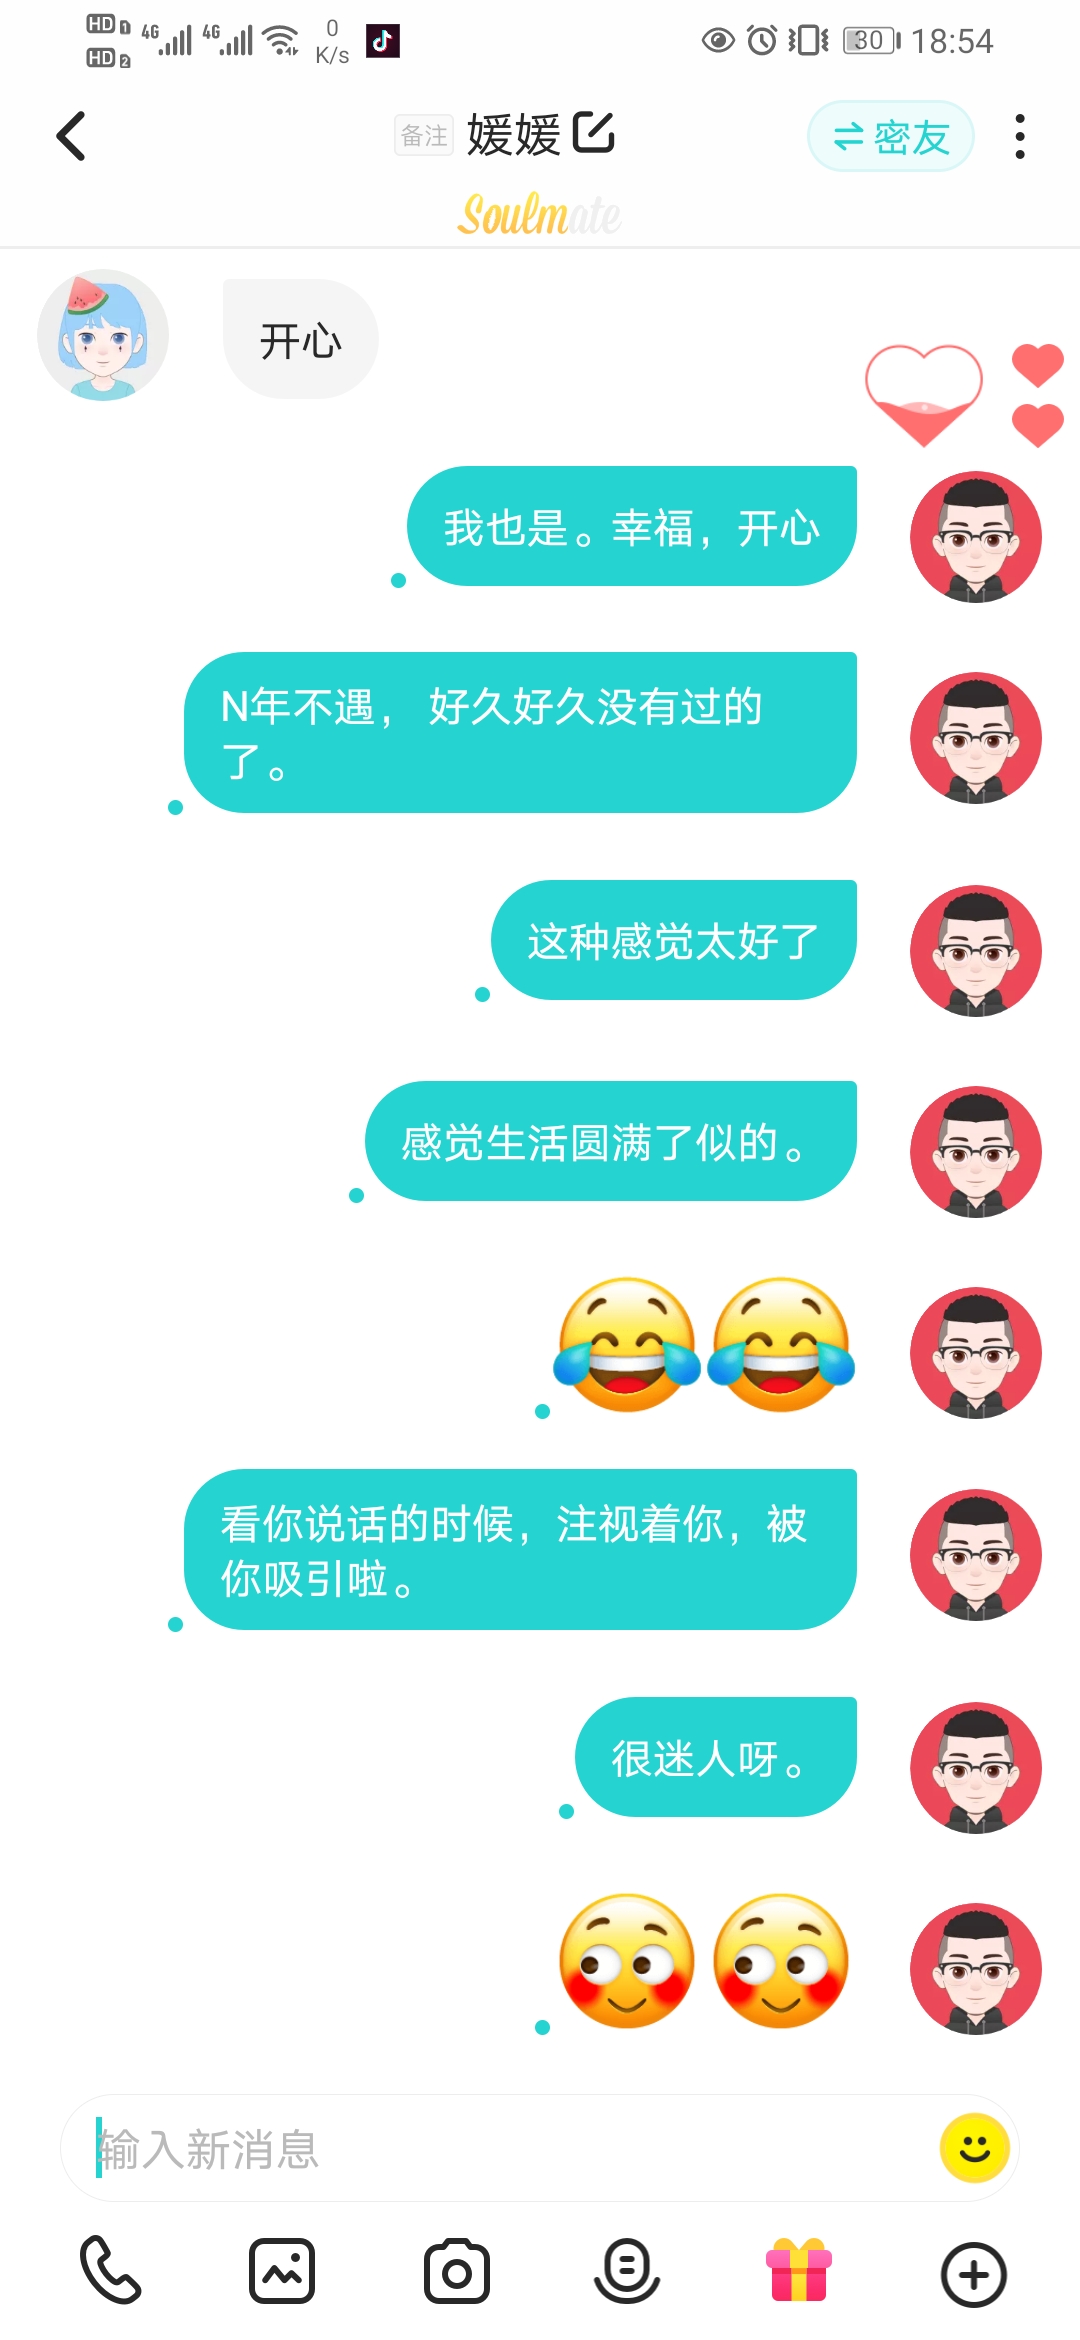 HD 1 4G 4G 0 30 18:54
HD 2 K/s
备注 媛媛 密友
Soulmate
开心
我也是。幸福，开心
N年不遇， 好久好久没有过的
了。
这种感觉太好了
感觉生活圆满了似的。
看你说话的时候，注视着你，被
你吸引啦。
很迷人呀。
输入新消息